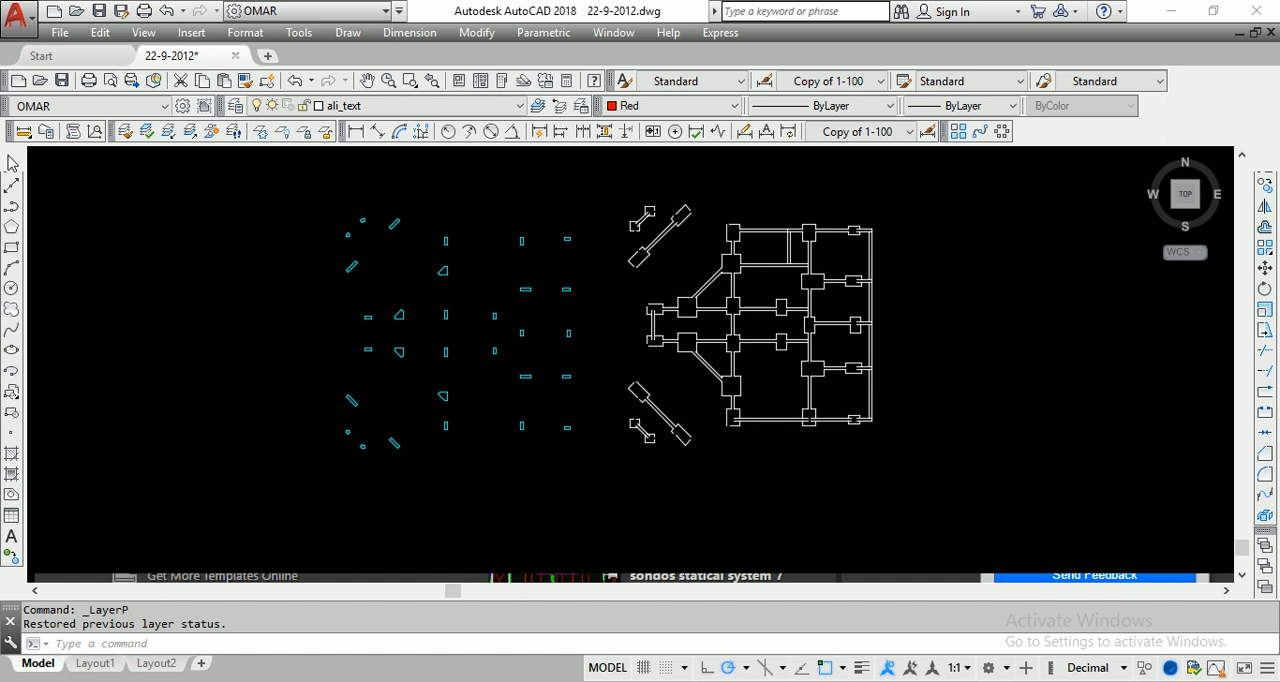 OMAR
Autodesk AutoCAD 2018 22-9-2012.dwg
Type a keyword or phrase
Sign In
File Edit View Insert Format Tools Draw Dimension Modify Parametric Window Help Express
Start 22-9-2012*
Standard Copy of 1-100 Standard Standard
OMAR ali_text Red ByLayer ByLayer ByColor
Copy of 1-100
N
W TOP E
S
WCS
Get More Templates Online sondos statical system 7 Send Feedback
Command: _LayerP
Restored previous layer status.
Activate Windows
Type a command
Go to Settings to activate Windows.
Model Layout1 Layout2
MODEL 1:1 Decimal